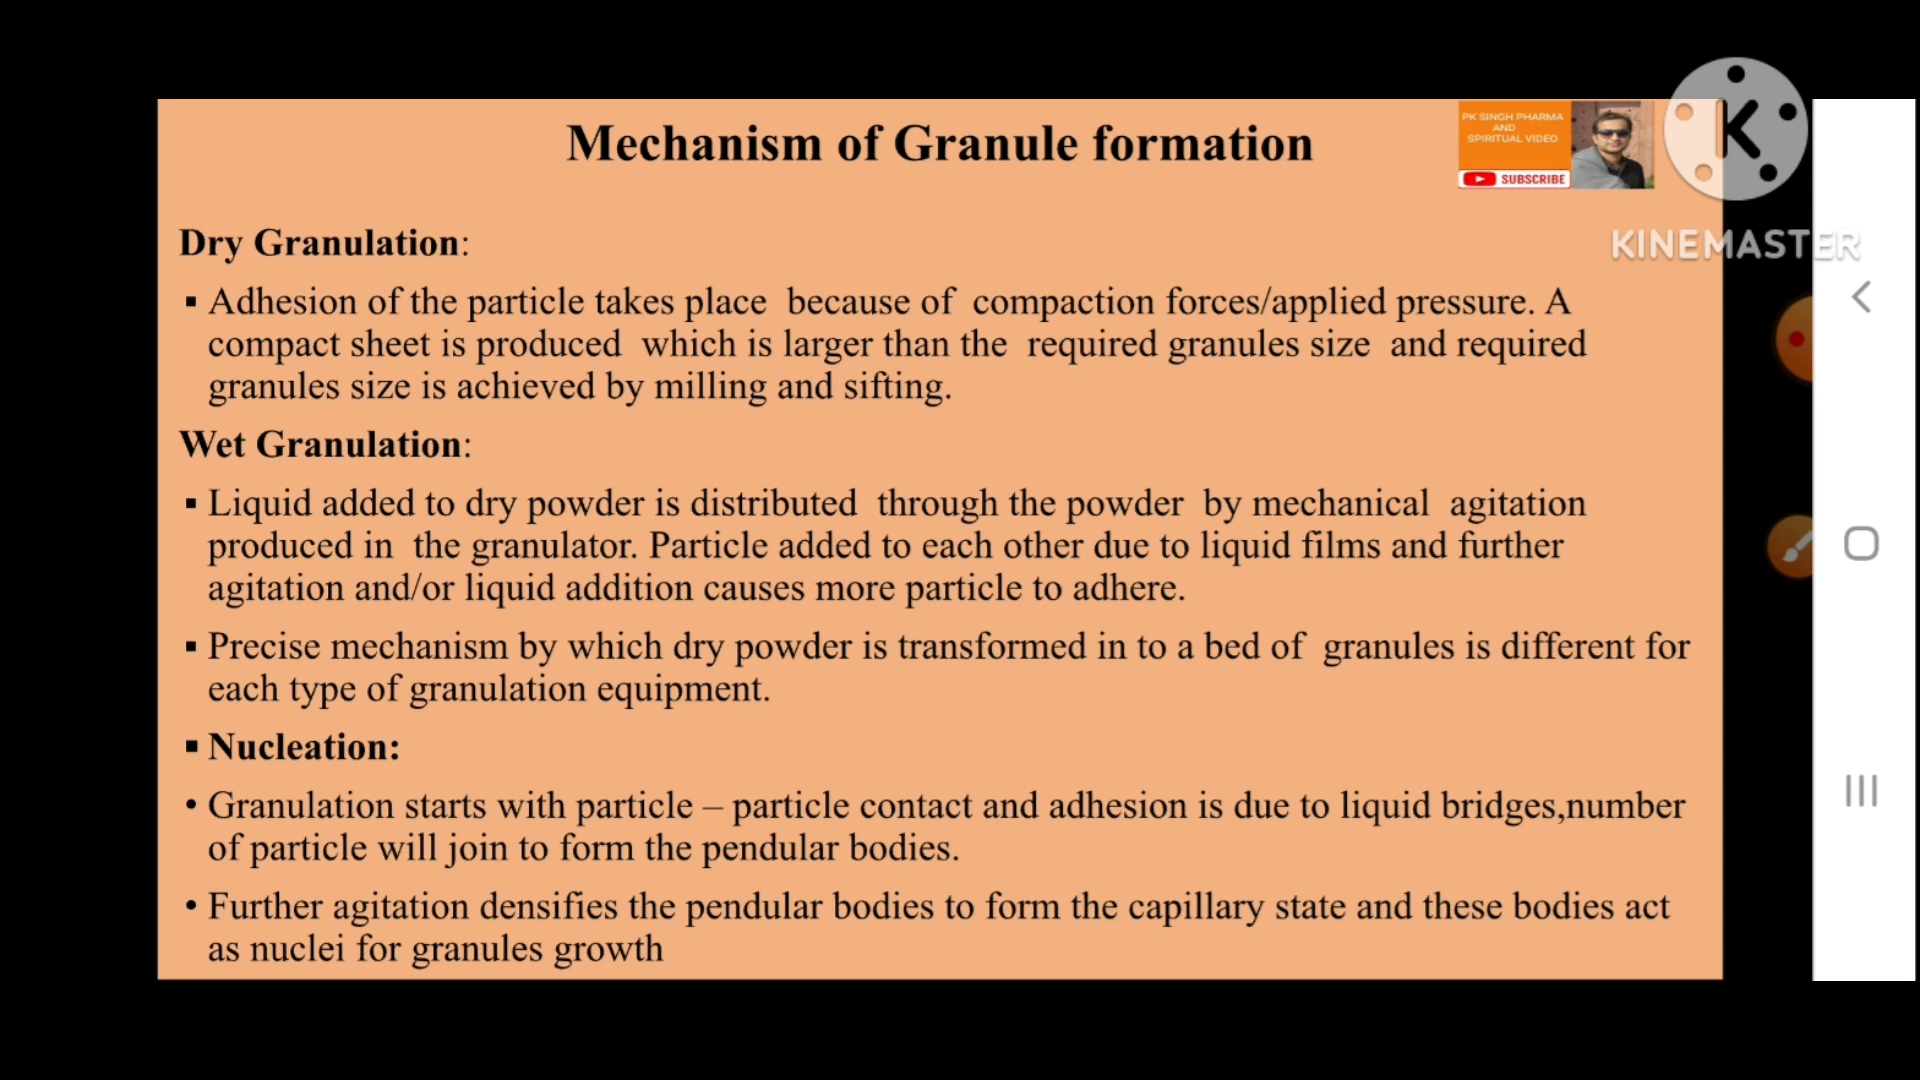 Mechanism of Granule formation
PK SINGH PHARMA
AND
SPIRITUAL VIDEO
SUBSCRIBE
K
KINEMASTER
Dry Granulation:
▪ Adhesion of the particle takes place because of compaction forces/applied pressure. A
compact sheet is produced which is larger than the required granules size and required
granules size is achieved by milling and sifting.
Wet Granulation:
▪ Liquid added to dry powder is distributed through the powder by mechanical agitation
produced in the granulator. Particle added to each other due to liquid films and further
agitation and/or liquid addition causes more particle to adhere.
▪ Precise mechanism by which dry powder is transformed in to a bed of granules is different for
each type of granulation equipment.
▪ Nucleation:
• Granulation starts with particle – particle contact and adhesion is due to liquid bridges,number
of particle will join to form the pendular bodies.
• Further agitation densifies the pendular bodies to form the capillary state and these bodies act
as nuclei for granules growth